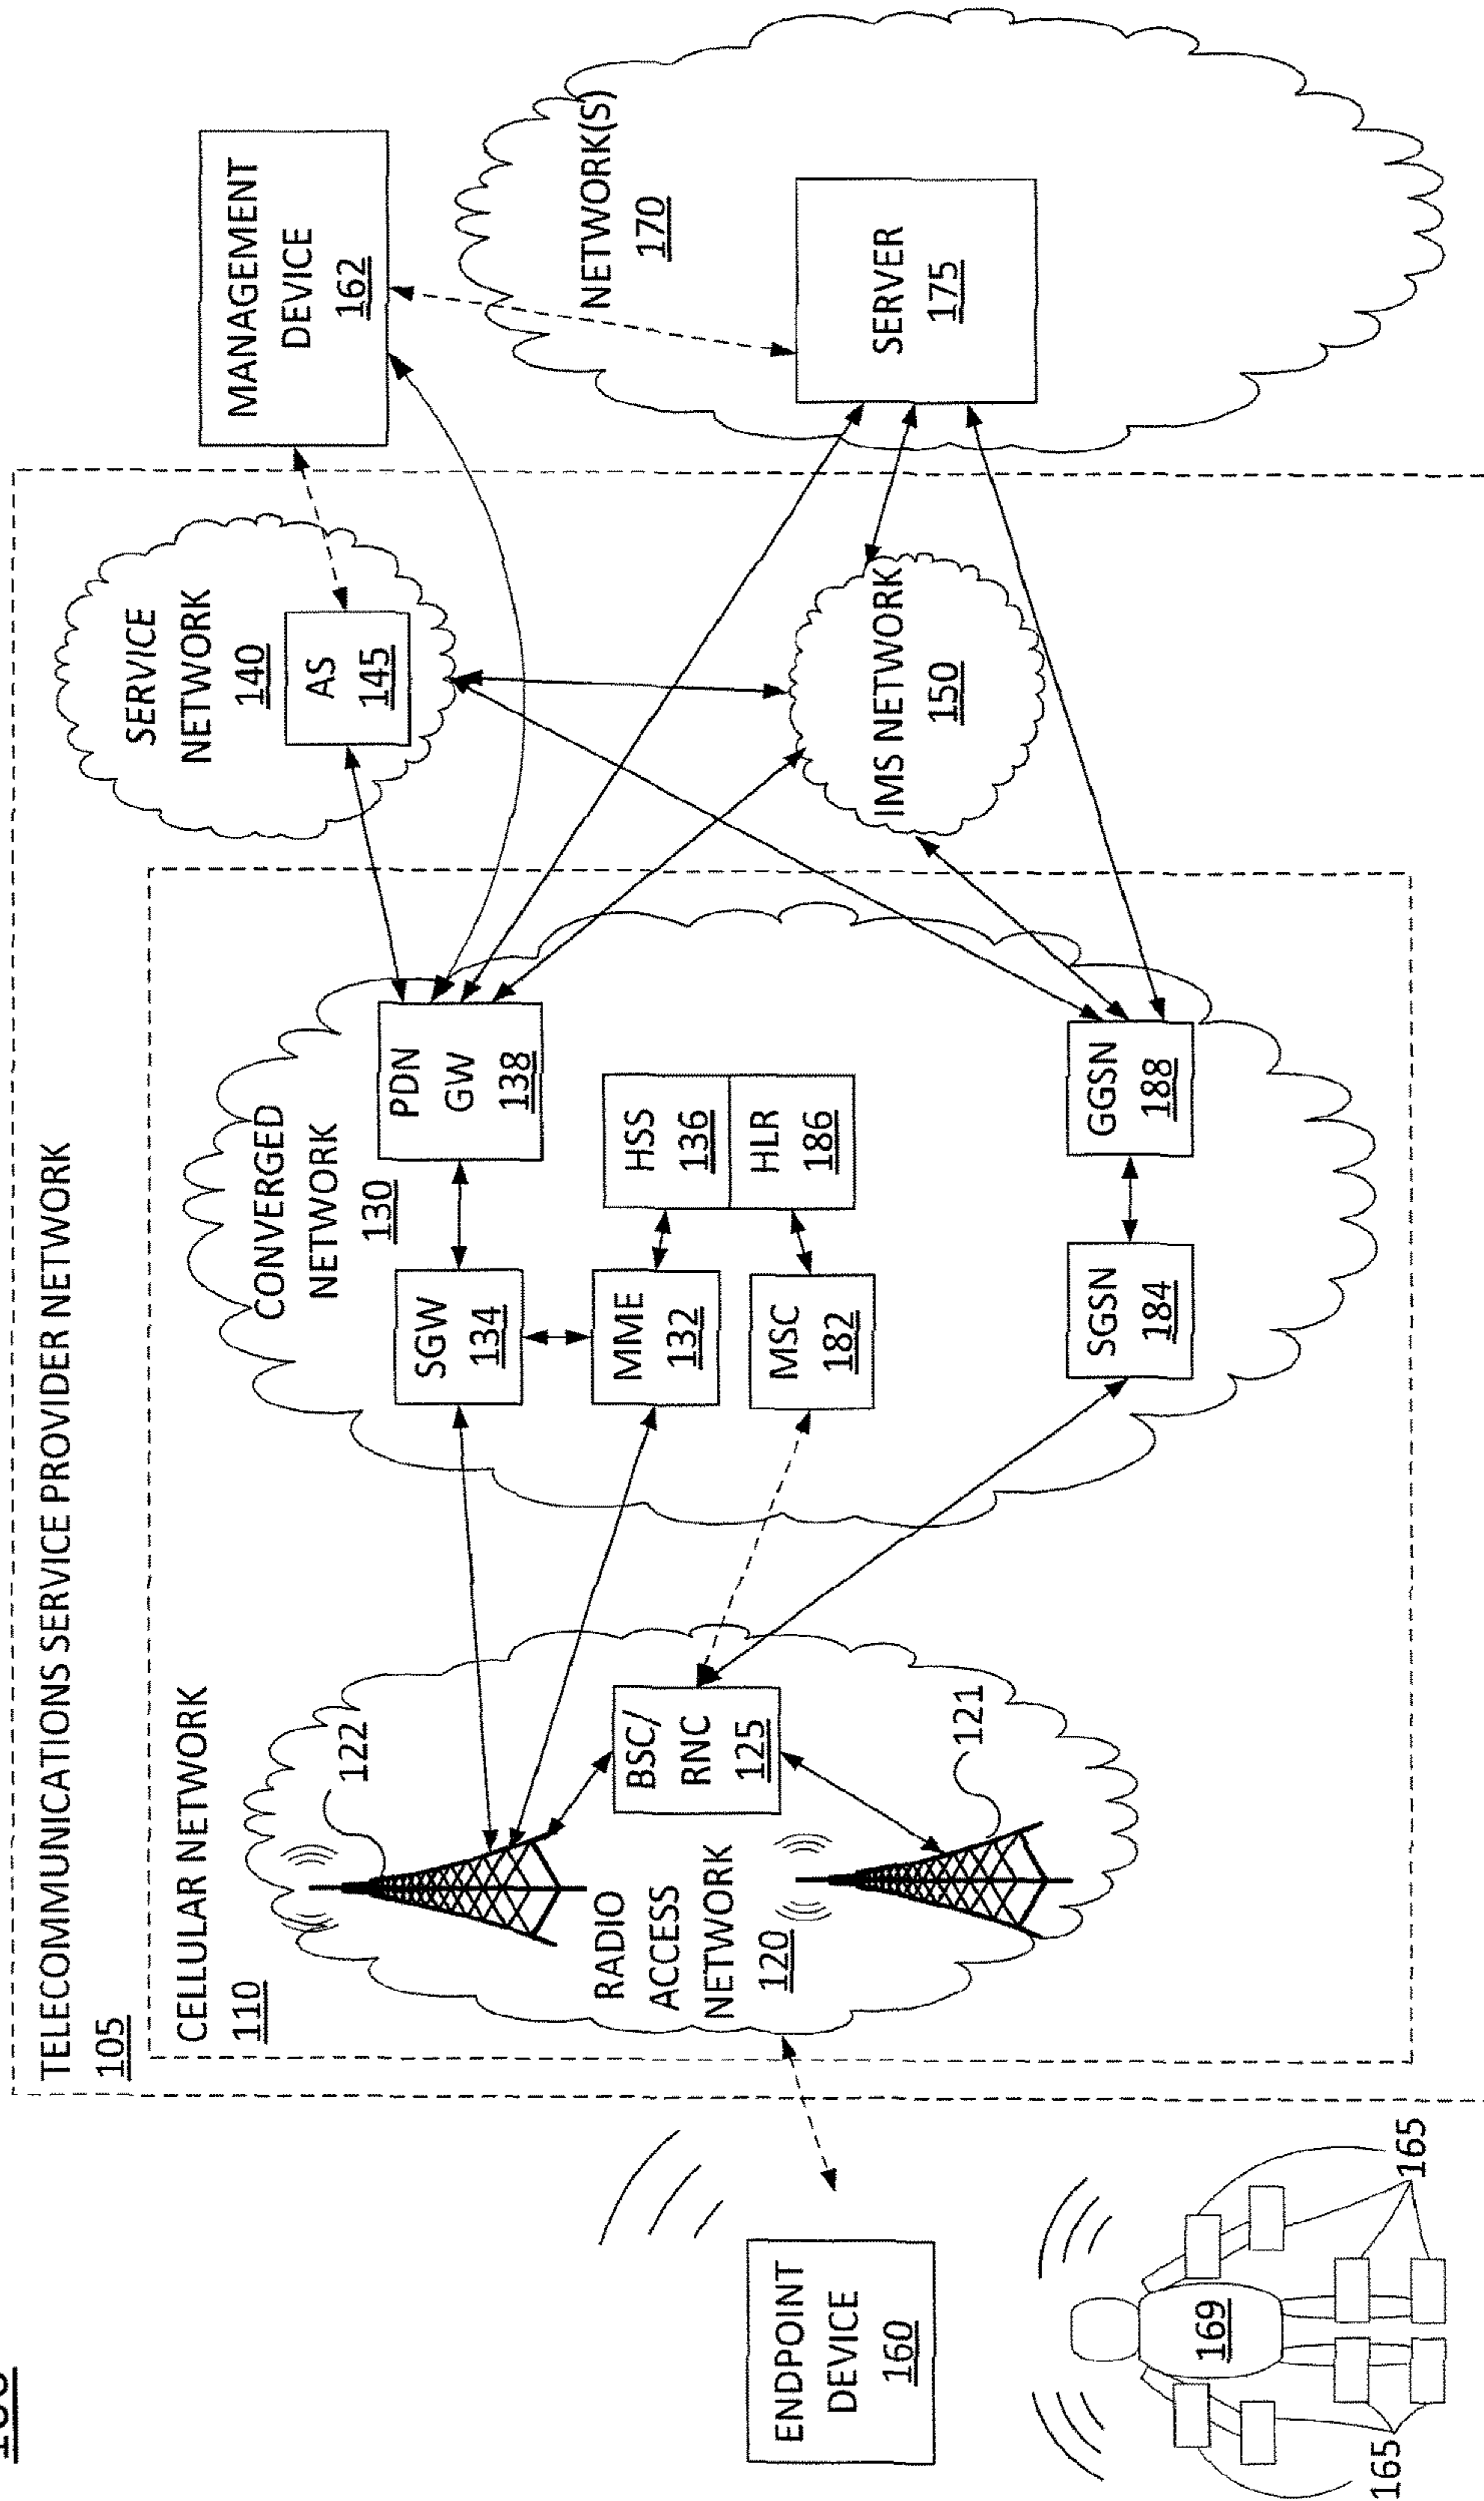 TELECOMMUNICATIONS SERVICE PROVIDER NETWORK
105
CELLULAR NETWORK
110
122
RADIO
ACCESS
NETWORK
120
BSC/
RNC
125
121
CONVERGED
NETWORK
130
SGW
134
PDN
GW
138
MME
132
HSS
136
MSC
182
HLR
186
SGSN
184
GGSN
188
SERVICE
NETWORK
140
AS
145
IMS NETWORK
150
MANAGEMENT
DEVICE
162
NETWORK(S)
170
SERVER
175
ENDPOINT
DEVICE
160
169
165
165